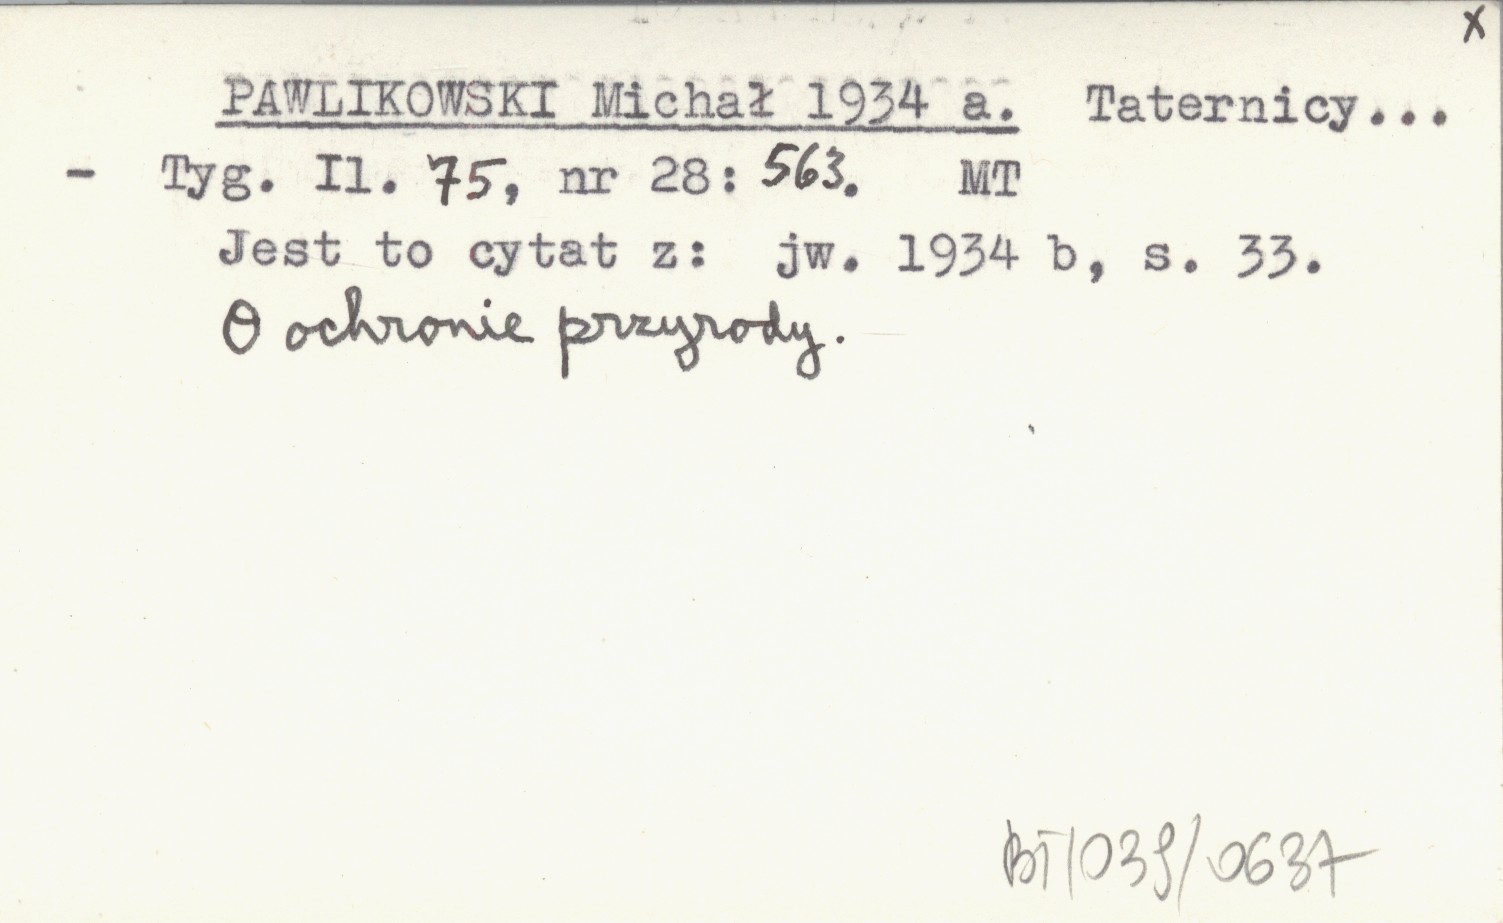 x
PAWLIKOWSKI Michał 1934 a. Taternicy...
- Tyg. Il. 75, nr 28: 563. MT
Jest to cytat z: jw. 1934 b, s. 33.
O ochronie przyrody.
BT/039/0637